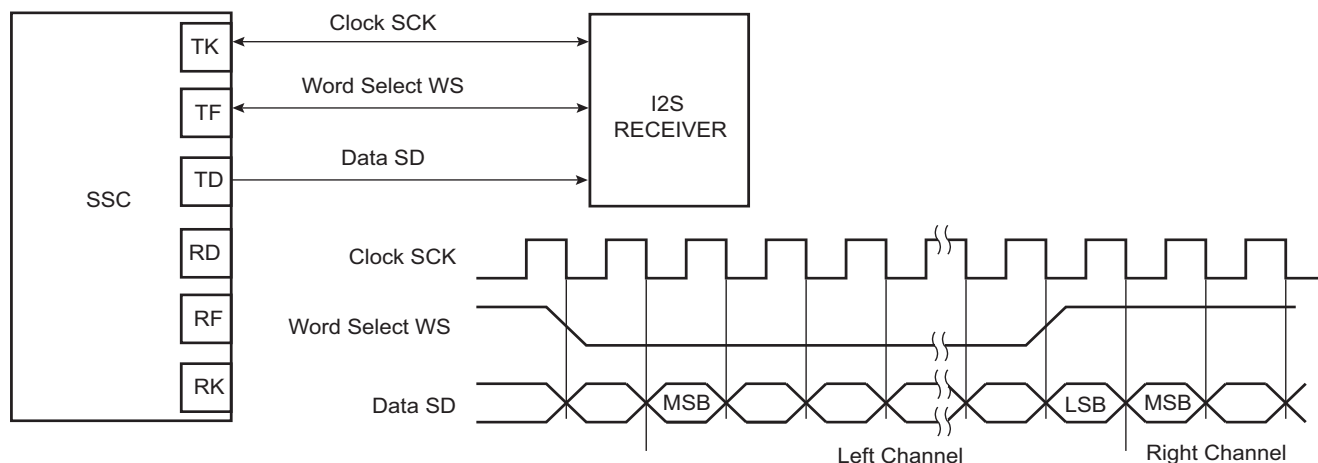 SSC
TK
TF
TD
RD
RF
RK
Clock SCK
Word Select WS
Data SD
I2S
RECEIVER
Clock SCK
Word Select WS
Data SD
MSB
LSB
MSB
Left Channel
Right Channel